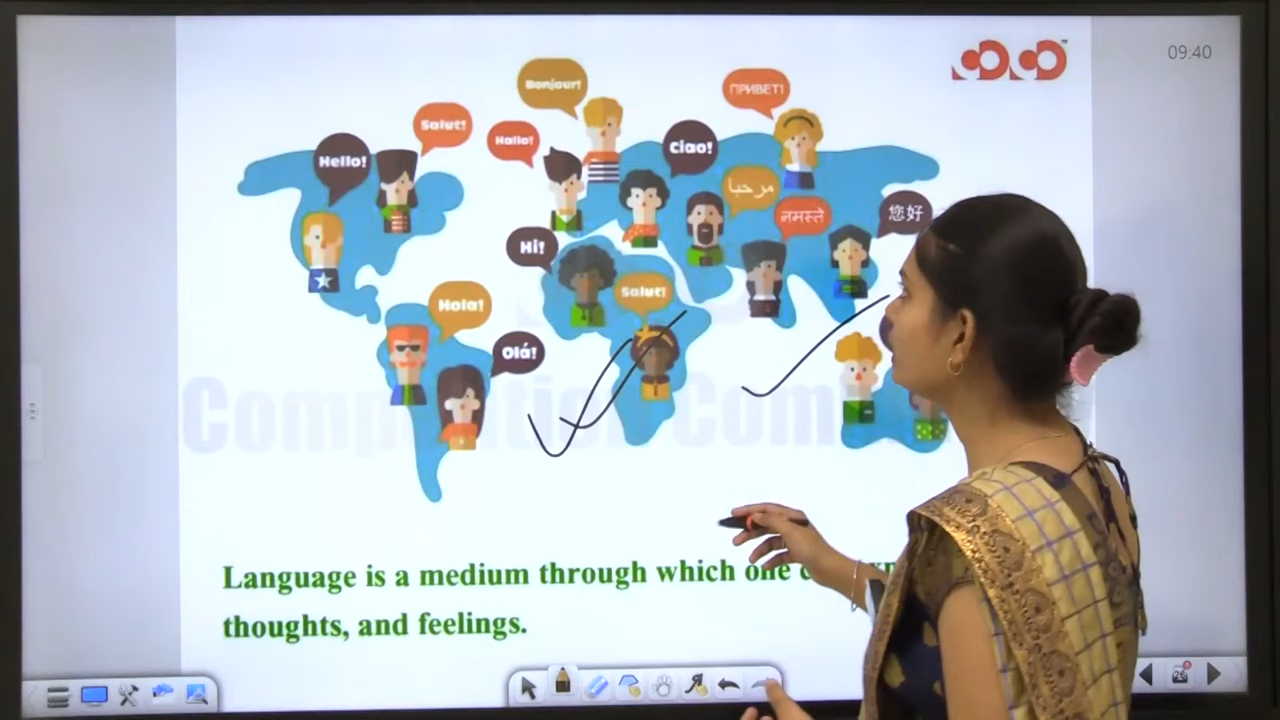 09:40
Bonjour!
ПРИВЕТ!
Salut!
Hallo!
Ciao!
Hello!
مرحبا
नमस्ते
您好
Hi!
Salut!
Hola!
Olá!
Language is a medium through which one
thoughts, and feelings.